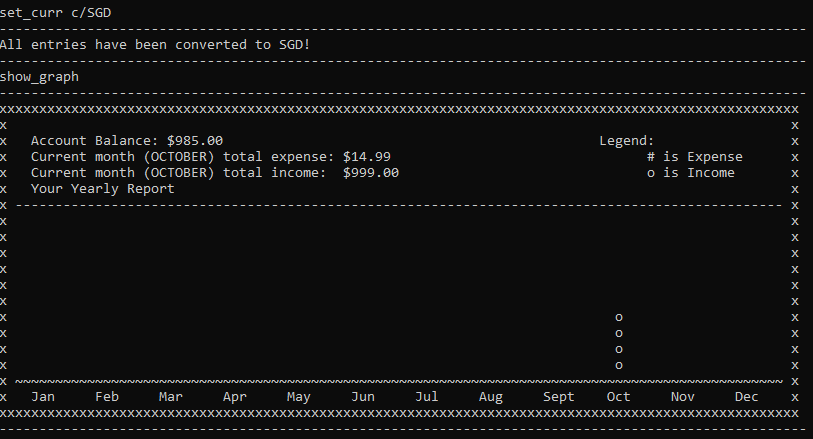 set_curr c/SGD
-----------------------------------------------------------------------------------------------------
All entries have been converted to SGD!
-----------------------------------------------------------------------------------------------------
show_graph
-----------------------------------------------------------------------------------------------------
xxxxxxxxxxxxxxxxxxxxxxxxxxxxxxxxxxxxxxxxxxxxxxxxxxxxxxxxxxxxxxxxxxxxxxxxxxxxxxxxxxxxxxxxxxxxxxxxxxxx
x                                                                                                  x
x   Account Balance: $985.00                                               Legend:                 x
x   Current month (OCTOBER) total expense: $14.99                                # is Expense      x
x   Current month (OCTOBER) total income:  $999.00                               o is Income       x
x   Your Yearly Report                                                                             x
x ------------------------------------------------------------------------------------------------ x
x                                                                                                  x
x                                                                                                  x
x                                                                                                  x
x                                                                                                  x
x                                                                                                  x
x                                                                                                  x
x                                                                            o                     x
x                                                                            o                     x
x                                                                            o                     x
x                                                                            o                     x
x ~~~~~~~~~~~~~~~~~~~~~~~~~~~~~~~~~~~~~~~~~~~~~~~~~~~~~~~~~~~~~~~~~~~~~~~~~~~~~~~~~~~~~~~~~~~~~~~~ x
x   Jan     Feb     Mar     Apr     May     Jun     Jul     Aug     Sept    Oct     Nov     Dec    x
xxxxxxxxxxxxxxxxxxxxxxxxxxxxxxxxxxxxxxxxxxxxxxxxxxxxxxxxxxxxxxxxxxxxxxxxxxxxxxxxxxxxxxxxxxxxxxxxxxxx
-----------------------------------------------------------------------------------------------------